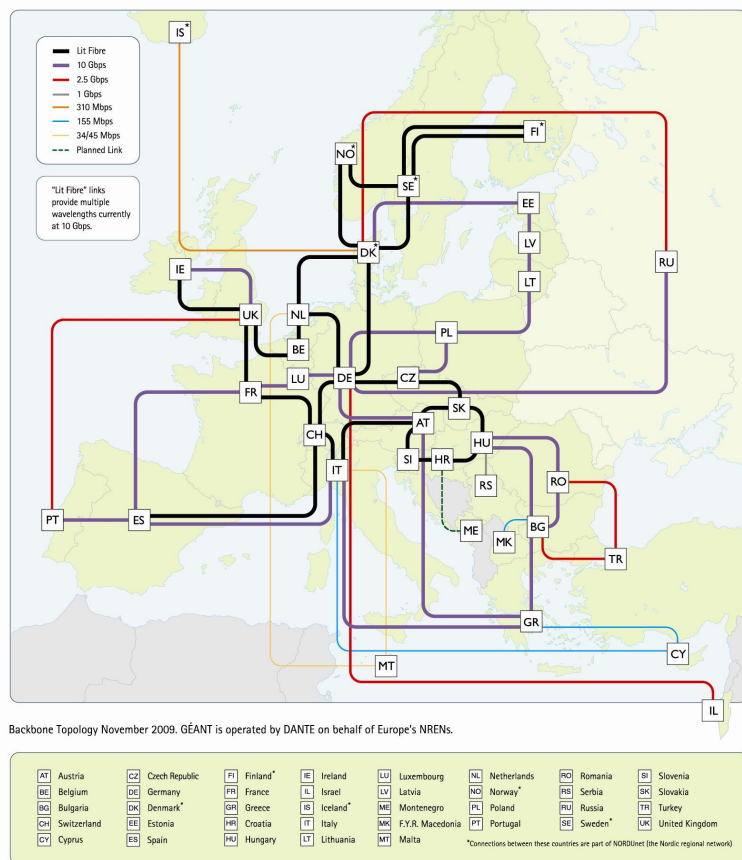 IS*
Lit Fibre
10 Gbps
2.5 Gbps
1 Gbps
310 Mbps
155 Mbps
34/45 Mbps
Planned Link
"Lit Fibre" links
provide multiple
wavelengths currently
at 10 Gbps.
FI*
NO*
SE*
EE
DK*
LV
RU
IE
LT
UK
NL
PL
BE
LU
DE
CZ
FR
SK
AT
CH
HU
SI
HR
IT
RS
RO
PT
ES
ME
BG
MK
TR
GR
CY
MT
IL
Backbone Topology November 2009. GÉANT is operated by DANTE on behalf of Europe's NRENs.
AT Austria
BE Belgium
BG Bulgaria
CH Switzerland
CY Cyprus
CZ Czech Republic
DE Germany
DK Denmark*
EE Estonia
ES Spain
FI Finland*
FR France
GR Greece
HR Croatia
HU Hungary
IE Ireland
IL Israel
IS Iceland*
IT Italy
LT Lithuania
LU Luxembourg
LV Latvia
ME Montenegro
MK F.Y.R. Macedonia
MT Malta
NL Netherlands
NO Norway*
PL Poland
PT Portugal
RO Romania
RS Serbia
RU Russia
SE Sweden*
SI Slovenia
SK Slovakia
TR Turkey
UK United Kingdom
*Connections between these countries are part of NORDUnet (the Nordic regional network)